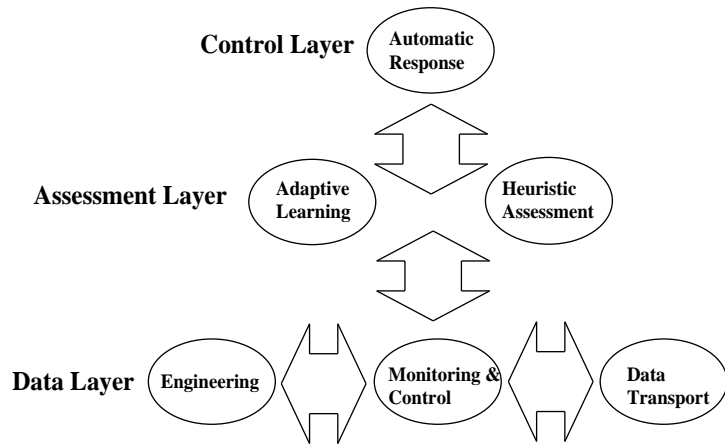 Control Layer
Automatic
Response
Assessment Layer
Adaptive
Learning
Heuristic
Assessment
Data Layer
Engineering
Monitoring &
Control
Data
Transport